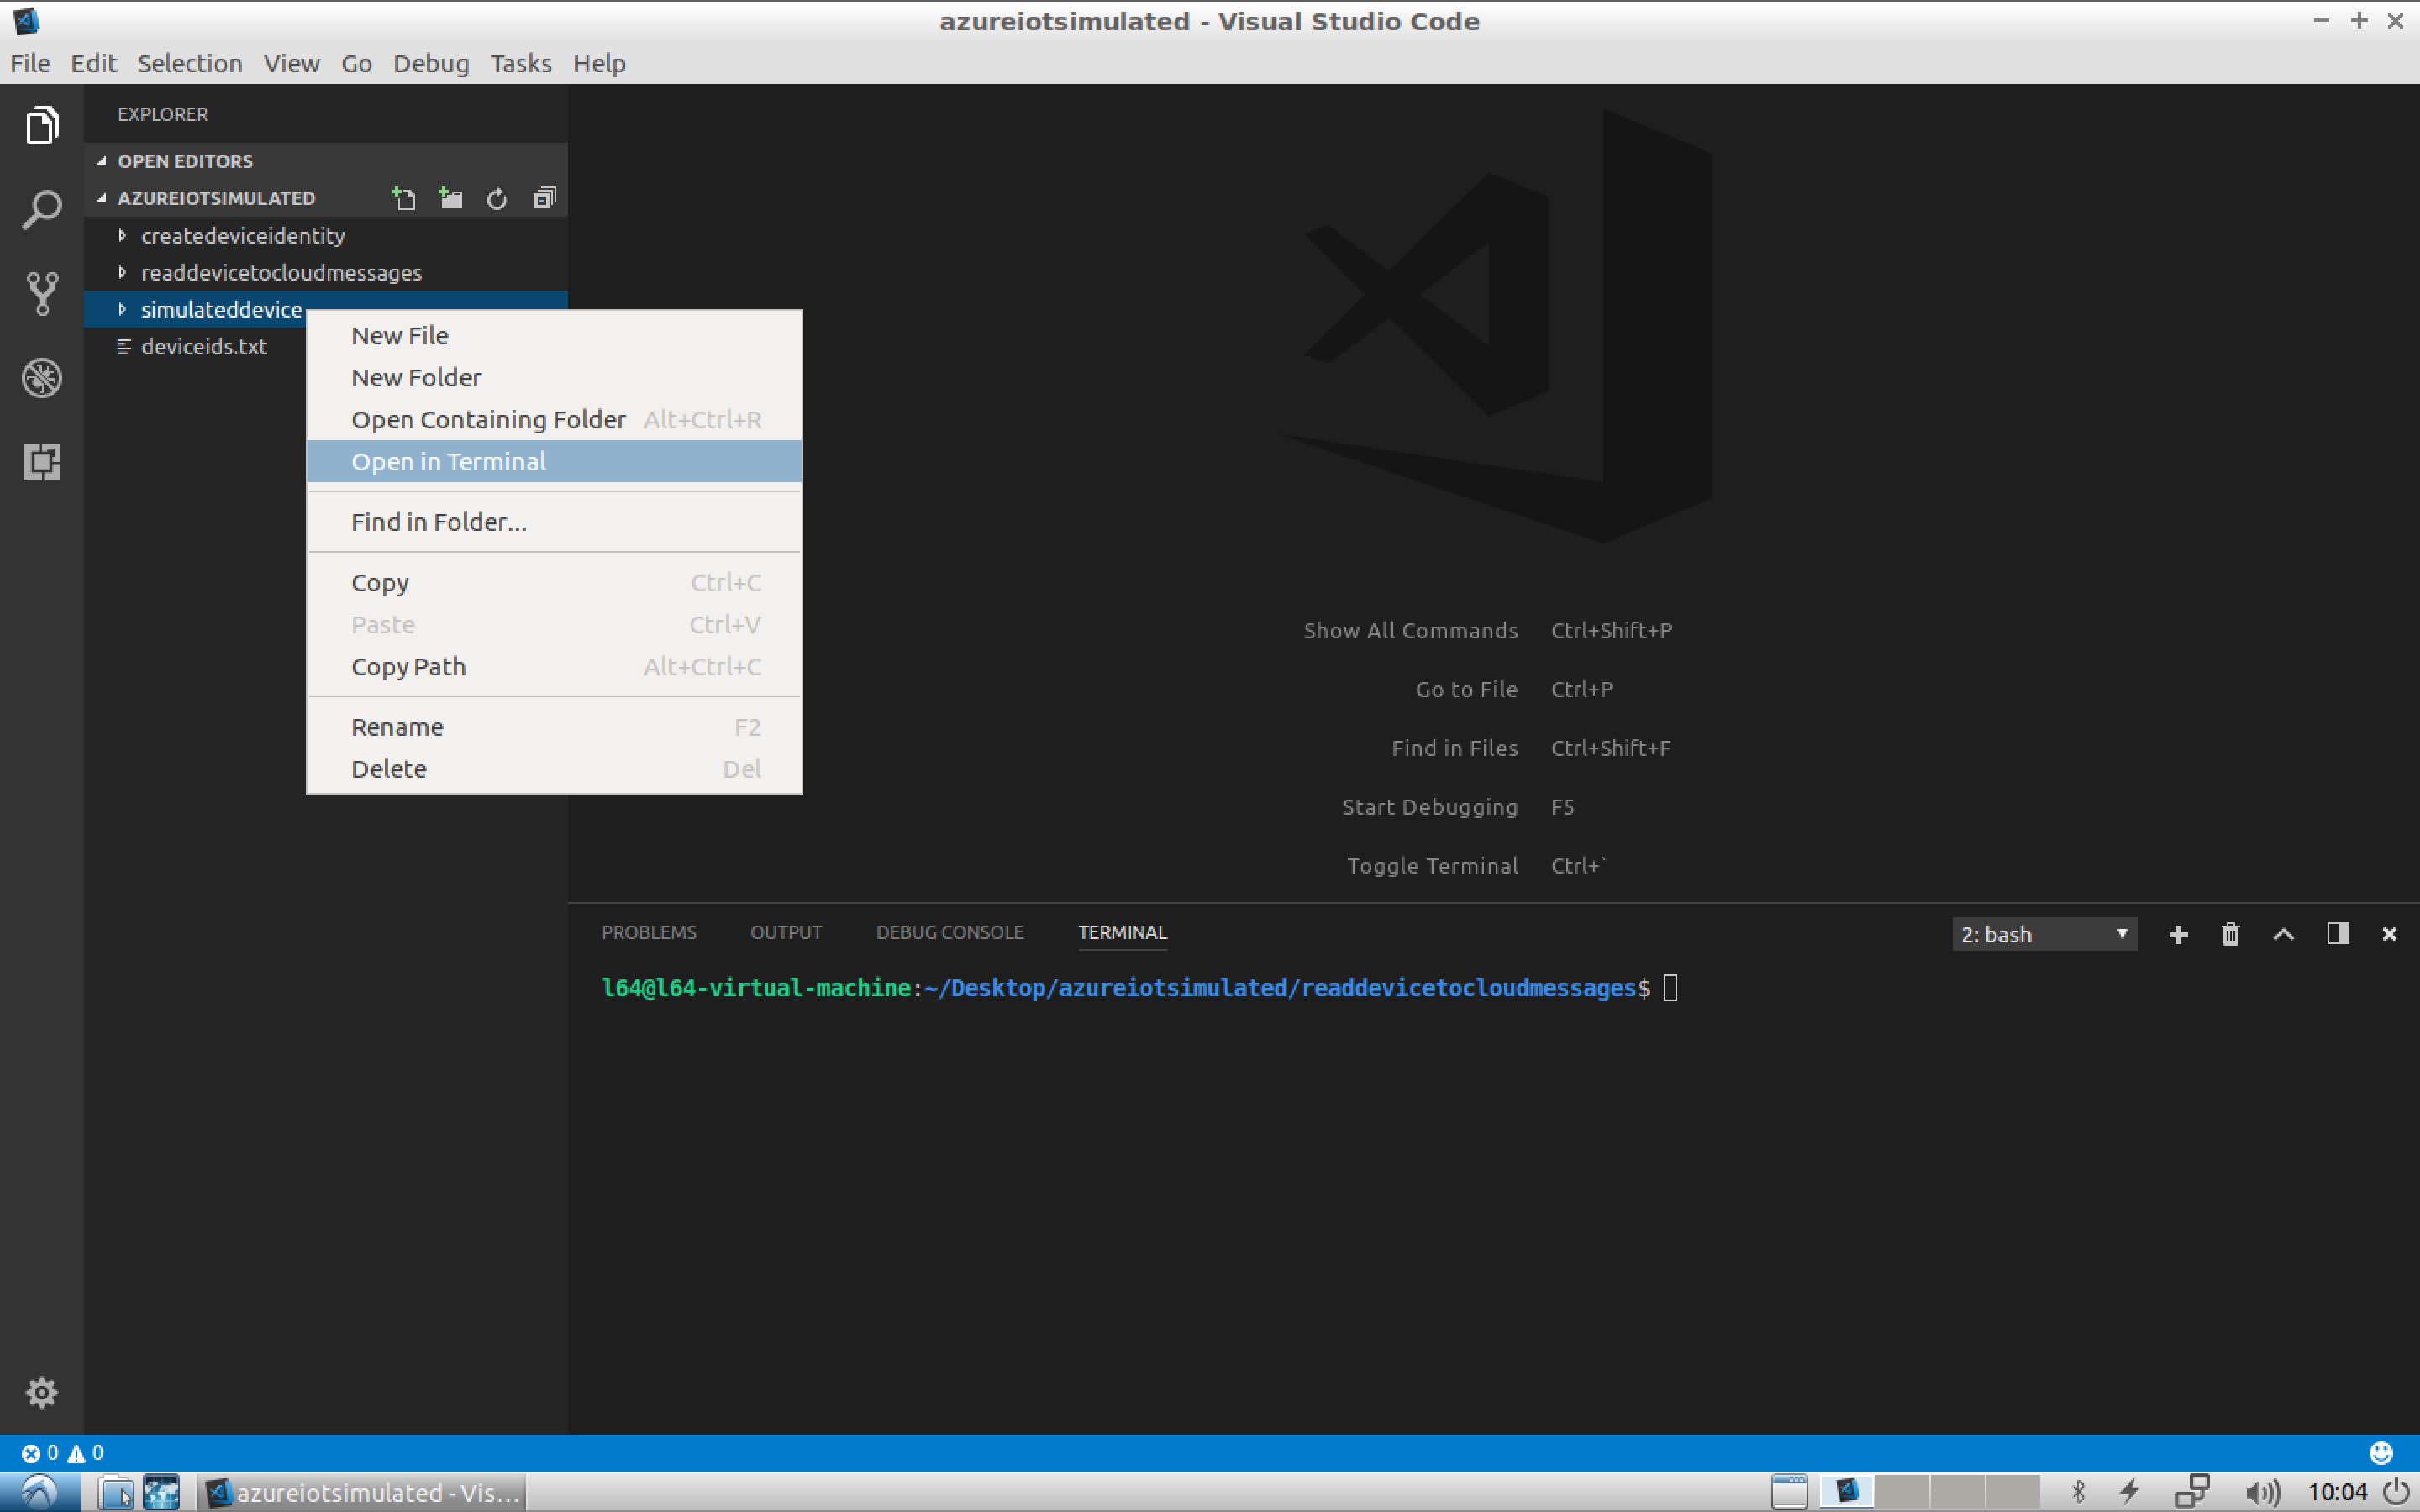 azureiotsimulated - Visual Studio Code
File Edit Selection View Go Debug Tasks Help
EXPLORER
OPEN EDITORS
AZUREIOTSIMULATED
createdeviceidentity
readdevicetocloudmessages
simulateddevice
deviceids.txt
New File
New Folder
Open Containing Folder Alt+Ctrl+R
Open in Terminal
Find in Folder...
Copy Ctrl+C
Paste Ctrl+V
Copy Path Alt+Ctrl+C
Rename F2
Delete Del
Show All Commands Ctrl+Shift+P
Go to File Ctrl+P
Find in Files Ctrl+Shift+F
Start Debugging F5
Toggle Terminal Ctrl+`
PROBLEMS OUTPUT DEBUG CONSOLE TERMINAL 2: bash
l64@l64-virtual-machine:~/Desktop/azureiotsimulated/readdevicetocloudmessages$
0 0
azureiotsimulated - Vis... 10:04